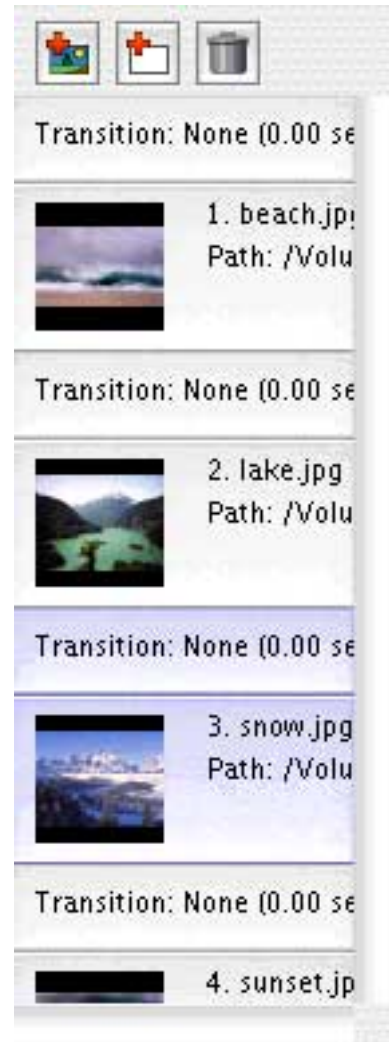 Transition: None (0.00 se
1. beach.jp
Path: /Volu
Transition: None (0.00 se
2. lake.jpg
Path: /Volu
Transition: None (0.00 se
3. snow.jpg
Path: /Volu
Transition: None (0.00 se
4. sunset.jp